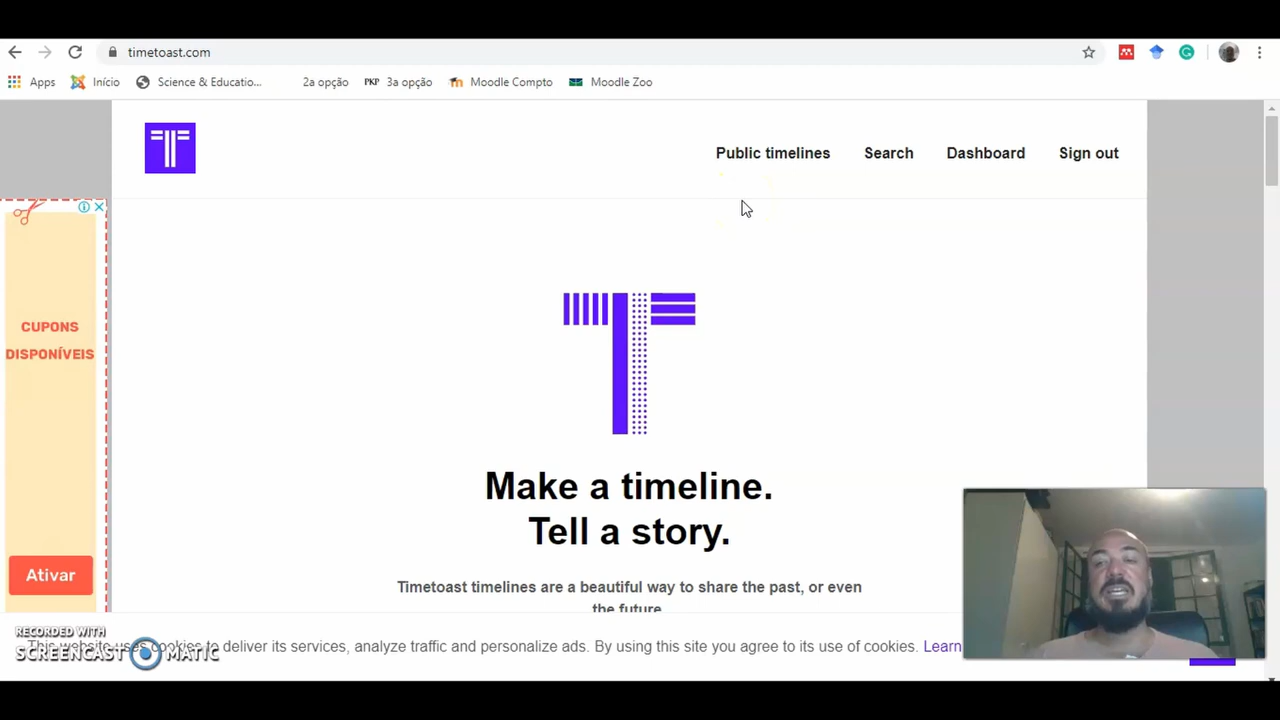 timetoast.com
Apps Início Science & Educatio... 2a opção PKP 3a opção Moodle Compto Moodle Zoo
Public timelines Search Dashboard Sign out
CUPONS
DISPONÍVEIS
Make a timeline.
Tell a story.
Ativar
Timetoast timelines are a beautiful way to share the past, or even
the future
RECORDED WITH
This website uses cookies to deliver its services, analyze traffic and personalize ads. By using this site you agree to its use of cookies. Learn
SCREENCAST MATIC